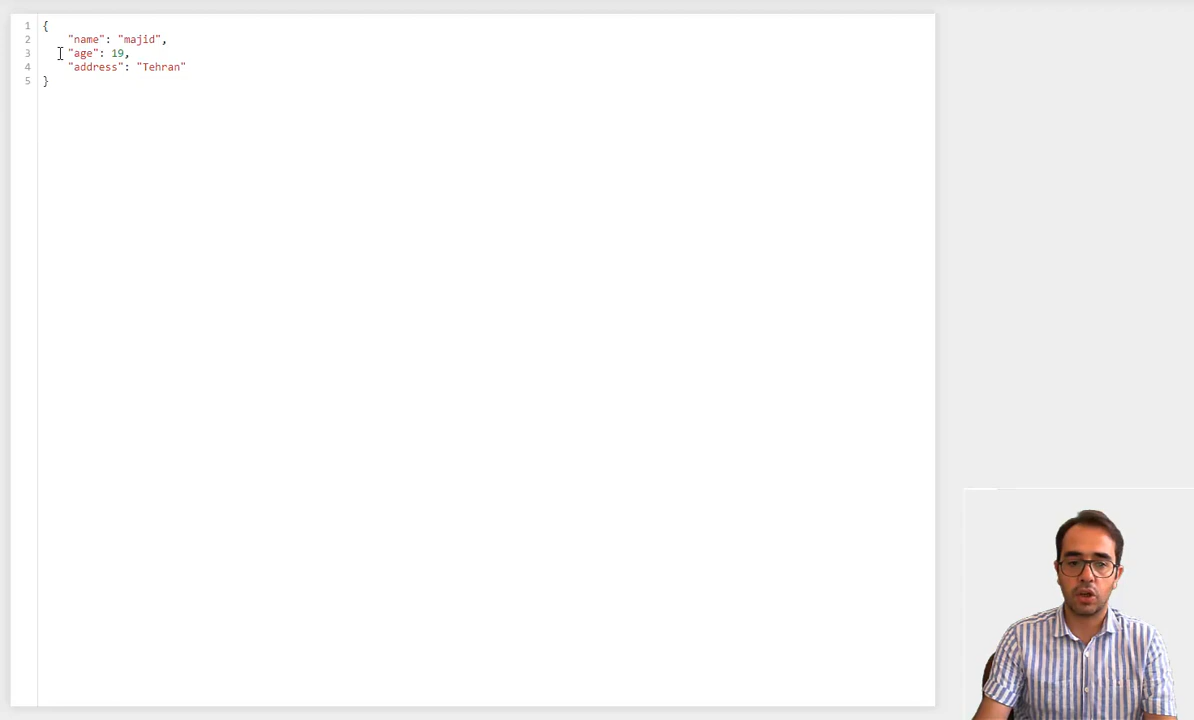 1 {
2 "name": "majid",
3 "age": 19,
4 "address": "Tehran"
5 }